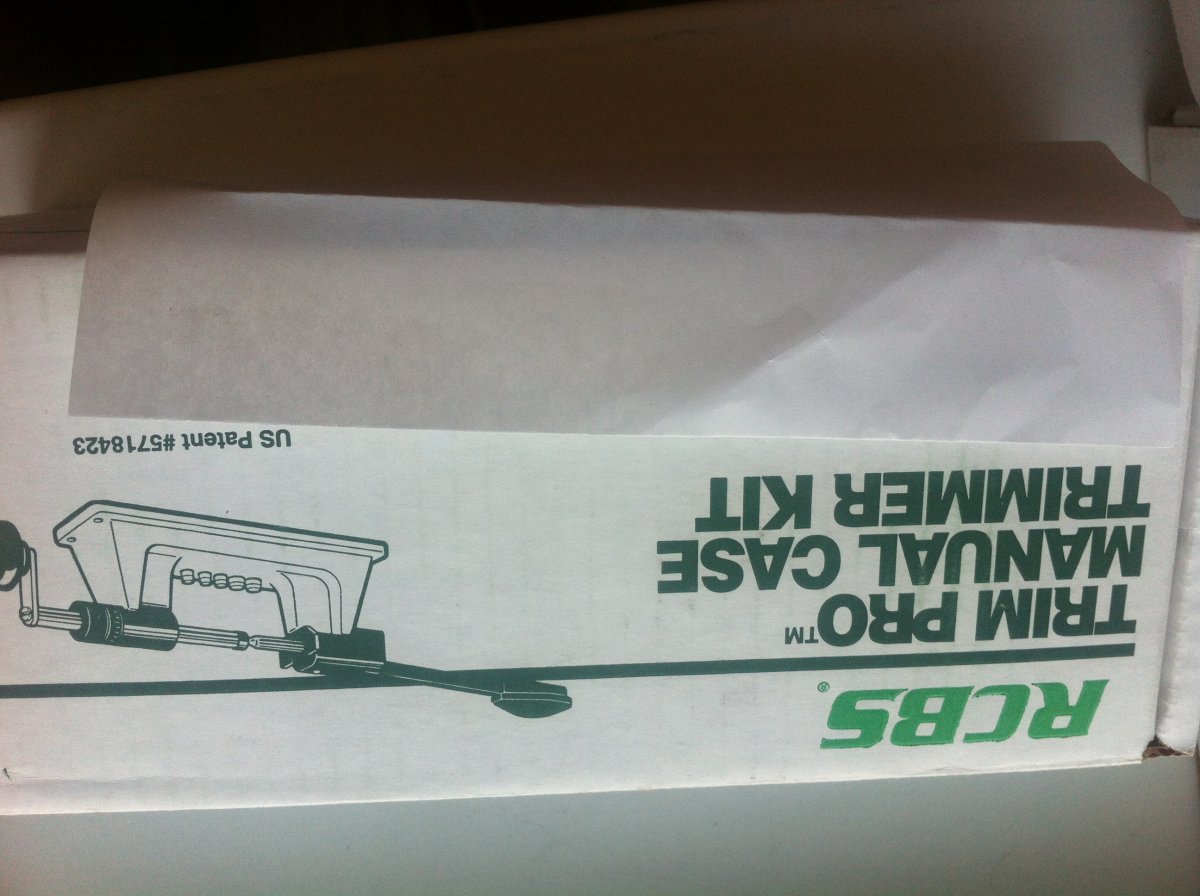 RCBS®
TRIM PRO™
MANUAL CASE
TRIMMER KIT
US Patent #5718423